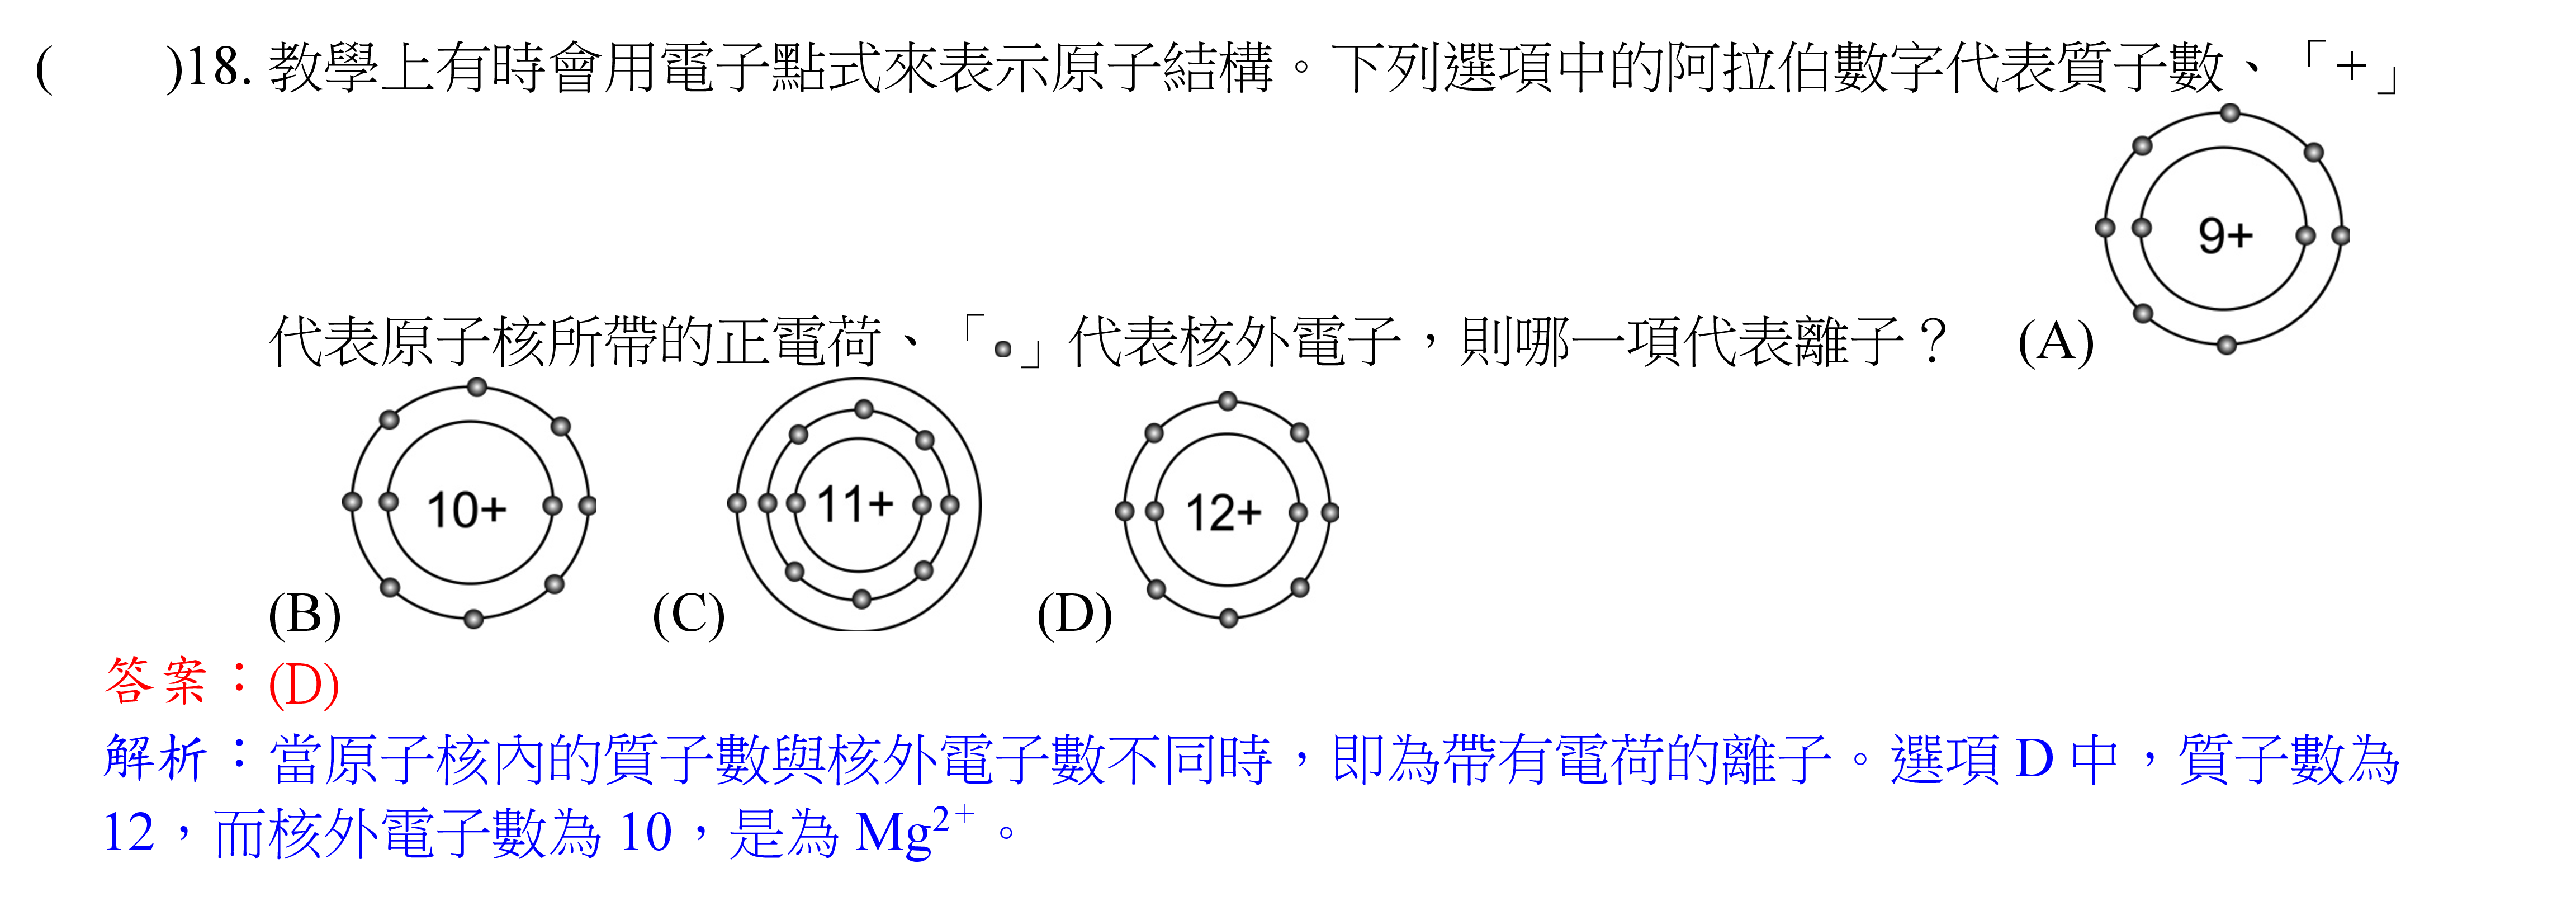 (　　)18. 教學上有時會用電子點式來表示原子結構。下列選項中的阿拉伯數字代表質子數、「+」
9+
代表原子核所帶的正電荷、「●」代表核外電子，則哪一項代表離子？　(A)
10+ 11+ 12+
(B) (C) (D)
答案：(D)
解析：當原子核內的質子數與核外電子數不同時，即為帶有電荷的離子。選項 D 中，質子數為
12，而核外電子數為 10，是為 Mg²⁺。